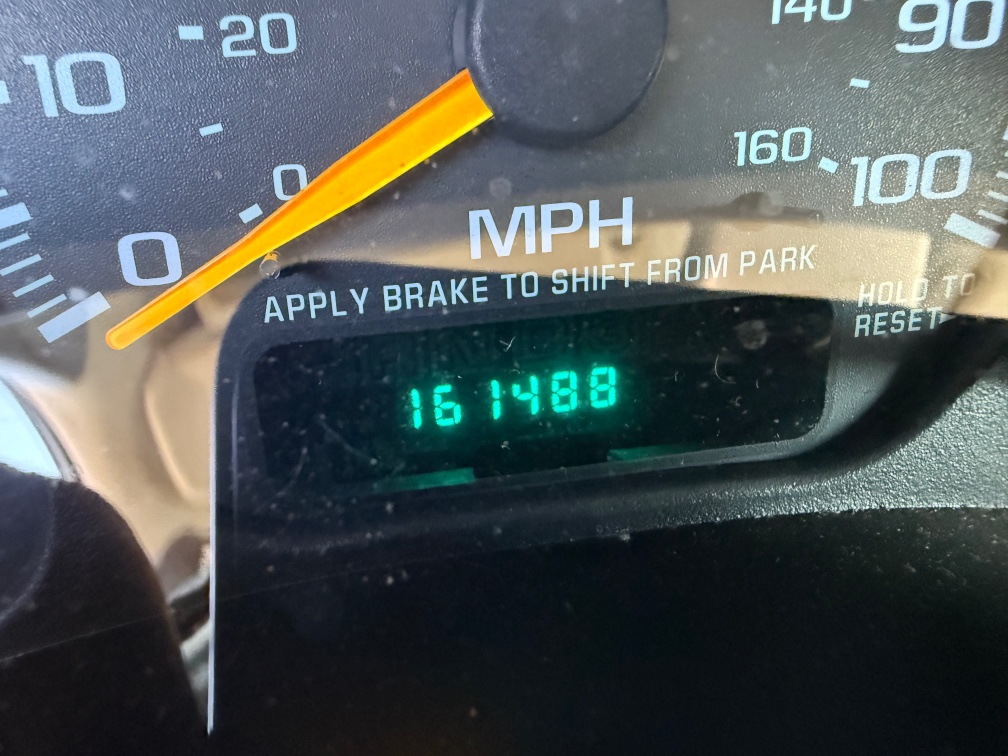 20
140
90
10
160
100
0
0
MPH
APPLY BRAKE TO SHIFT FROM PARK
HOLD TO
RESET
161488